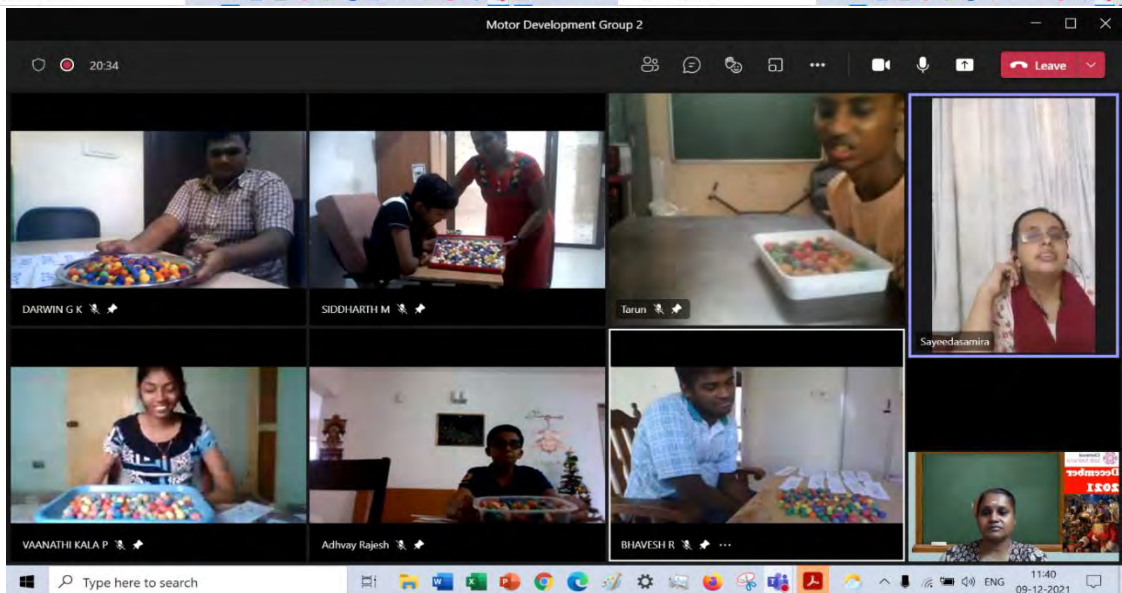 Motor Development Group 2
20:34
Leave
DARWIN G K
SIDDHARTH M
Tarun
Sayeedasamira
VAANATHI KALA P
Adhvay Rajesh
BHAVESH R
December
2021
Type here to search
ENG
11:40
09-12-2021